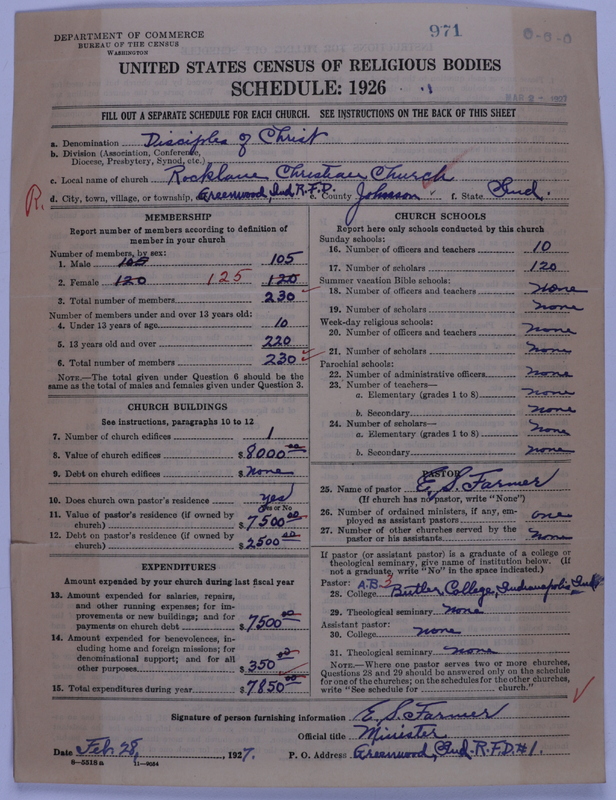 DEPARTMENT OF COMMERCE
BUREAU OF THE CENSUS
WASHINGTON
971
0-0-0
MAR 9 - 1927
UNITED STATES CENSUS OF RELIGIOUS BODIES
SCHEDULE: 1926
FILL OUT A SEPARATE SCHEDULE FOR EACH CHURCH. SEE INSTRUCTIONS ON THE BACK OF THIS SHEET
a. Denomination Disciples of Christ
b. Division (Association, Conference, Diocese, Presbytery, Synod, etc.)
c. Local name of church Rocklane Christian Church
R. d. City, town, village, or township, Greenwood, Ind R.F.D. e. County Johnson f. State Ind.
MEMBERSHIP
Report number of members according to definition of
member in your church
Number of members, by sex:
1. Male 105 105
2. Female 120 125 120
3. Total number of members 230
Number of members under and over 13 years old:
4. Under 13 years of age 10
5. 13 years old and over 220
6. Total number of members 230
NOTE.—The total given under Question 6 should be the
same as the total of males and females given under Question 3.
CHURCH BUILDINGS
See instructions, paragraphs 10 to 12
7. Number of church edifices 1
8. Value of church edifices $8000.00
9. Debt on church edifices $None
10. Does church own pastor's residence yes
Yes or No
11. Value of pastor's residence (if owned by
church) $7500.00
12. Debt on pastor's residence (if owned by
church) $2500.00
EXPENDITURES
Amount expended by your church during last fiscal year
13. Amount expended for salaries, repairs,
and other running expenses; for im-
provements or new buildings; and for
payments on church debt $7500.00
14. Amount expended for benevolences, in-
cluding home and foreign missions; for
denominational support; and for all
other purposes $350.00
15. Total expenditures during year $7850.00
CHURCH SCHOOLS
Report here only schools conducted by this church
Sunday schools:
16. Number of officers and teachers 10
17. Number of scholars 120
Summer vacation Bible schools:
18. Number of officers and teachers None
19. Number of scholars None
Week-day religious schools:
20. Number of officers and teachers None
21. Number of scholars None
Parochial schools:
22. Number of administrative officers None
23. Number of teachers—
a. Elementary (grades 1 to 8) None
b. Secondary None
24. Number of scholars—
a. Elementary (grades 1 to 8) None
b. Secondary None
PASTOR
25. Name of pastor E. S. Farmer
(If church has no pastor, write "None")
26. Number of ordained ministers, if any, em-
ployed as assistant pastors one
27. Number of other churches served by the
pastor or his assistants None
If pastor (or assistant pastor) is a graduate of a college or
theological seminary, give name of institution below. (If
not a graduate, write "No" in the space indicated.)
Pastor: A.B. 3
28. College Butler College, Indianapolis Ind
29. Theological seminary None
Assistant pastor:
30. College None
31. Theological seminary None
NOTE.—Where one pastor serves two or more churches,
Questions 28 and 29 should be answered only on the schedule
for one of the churches; on the schedules for the other churches,
write "See schedule for church."
Signature of person furnishing information E. S. Farmer
Official title Minister
Date Feb 28, 1927. P. O. Address Greenwood, Ind. R.F.D. #1.
8-5518 a 11-9054